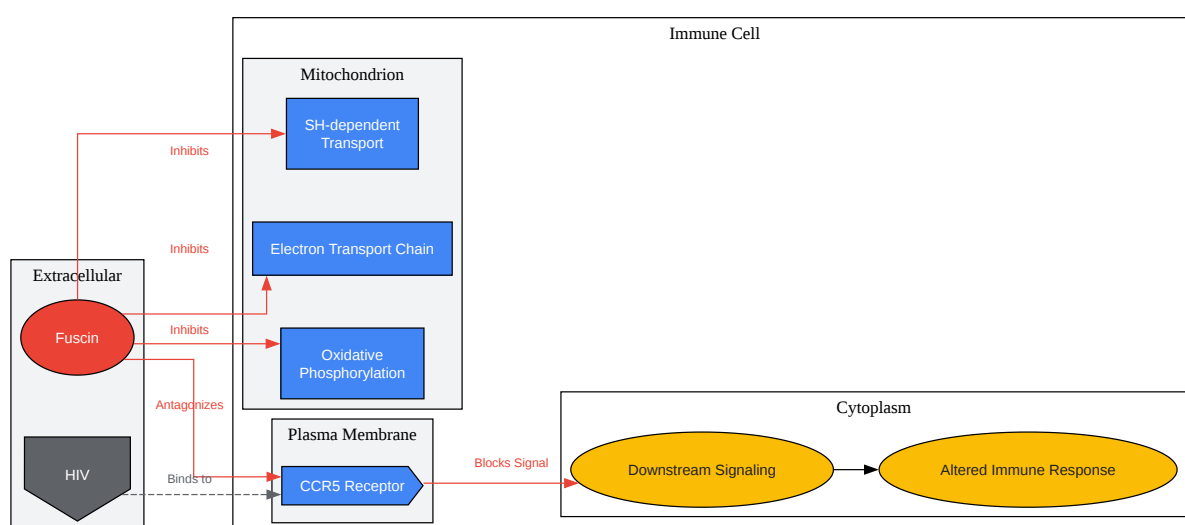 Immune Cell
Mitochondrion
SH-dependent
Transport
Inhibits
Electron Transport Chain
Inhibits
Extracellular
Fuscin
Inhibits
Oxidative
Phosphorylation
Antagonizes
Cytoplasm
Plasma Membrane
Blocks Signal
Downstream Signaling
Altered Immune Response
HIV
Binds to
CCR5 Receptor